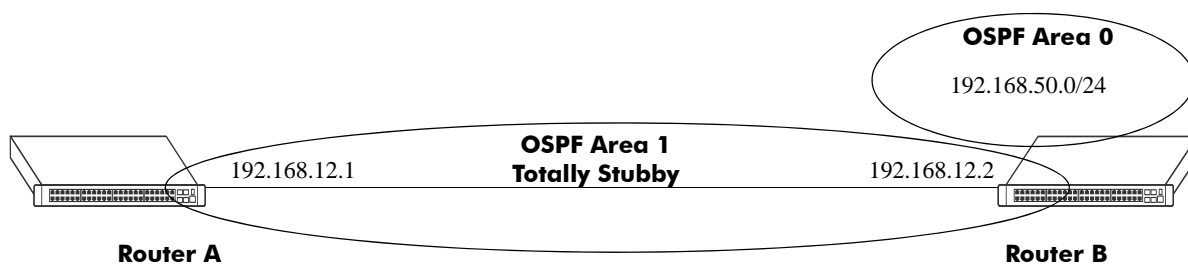 OSPF Area 0
192.168.50.0/24
OSPF Area 1
Totally Stubby
192.168.12.1
192.168.12.2
Router A
Router B